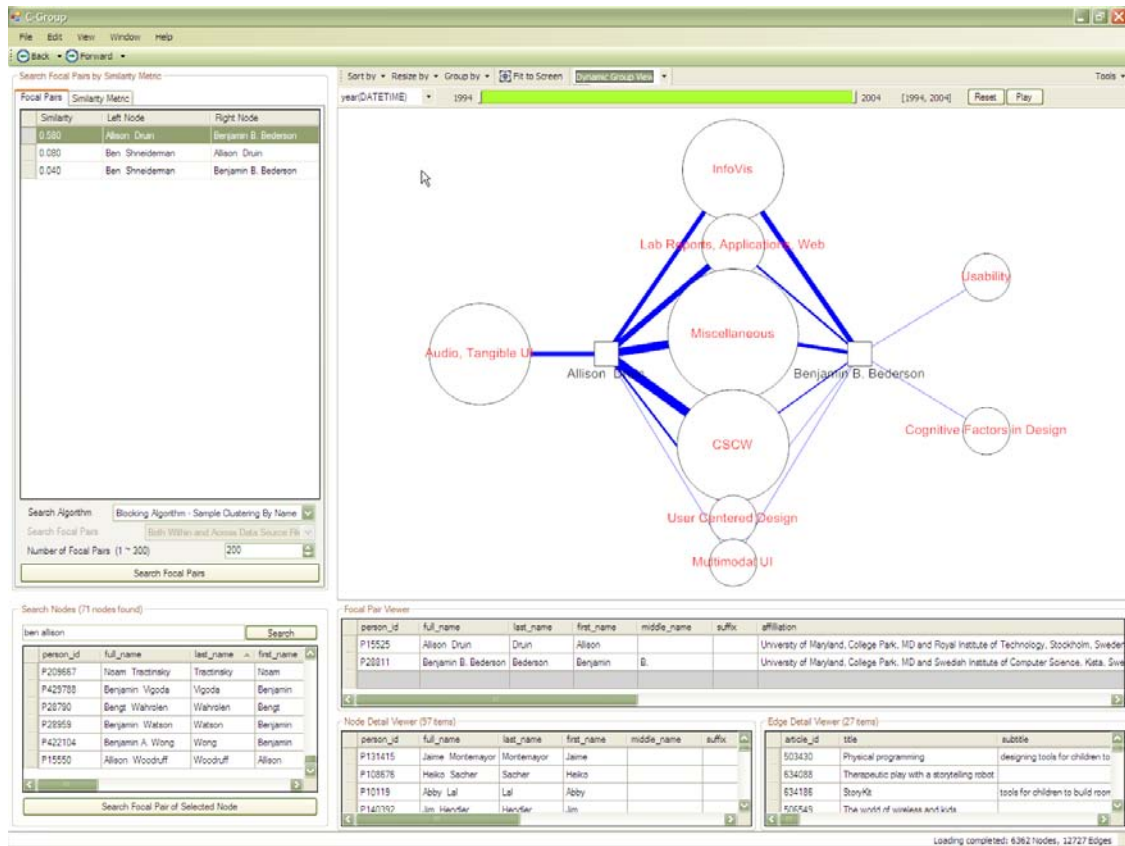 C-Group
File Edit View Window Help
Back Forward
Search Focal Pairs by Similarity Metric
Focal Pairs Similarity Metric
Similarity Left Node Right Node
0.580 Allison Druin Benjamin B. Bederson
0.080 Ben Shneiderman Allison Druin
0.040 Ben Shneiderman Benjamin B. Bederson
Search Algorithm Blocking Algorithm - Sample Clustering By Name
Search Focal Pairs Both Within and Across Data Source File
Number of Focal Pairs (1 ~ 300) 200
Search Focal Pairs
Sort by Resize by Group by Fit to Screen Dynamic Group View Tools
year(DATETIME) 1994 2004 [1994, 2004] Reset Play
InfoVis
Lab Reports, Applications, Web
Usability
Miscellaneous
Audio, Tangible UI
Allison Druin
Benjamin B. Bederson
Cognitive Factors in Design
CSCW
User Centered Design
Multimodal UI
Search Nodes (71 nodes found)
ben allison Search
person_id full_name last_name first_name
P209667 Noam Tractinsky Tractinsky Noam
P429788 Benjamin Vigoda Vigoda Benjamin
P28790 Bengt Wahrolen Wahrolen Bengt
P28959 Benjamin Watson Watson Benjamin
P422104 Benjamin A. Wong Wong Benjamin
P15550 Allison Woodruff Woodruff Allison
Search Focal Pair of Selected Node
Focal Pair Viewer
person_id full_name last_name first_name middle_name suffix affiliation
P15525 Allison Druin Druin Allison University of Maryland, College Park, MD and Royal Institute of Technology, Stockholm, Sweden
P28811 Benjamin B. Bederson Bederson Benjamin B. University of Maryland, College Park, MD and Swedish Institute of Computer Science, Kista, Swe
Node Detail Viewer (57 items)
person_id full_name last_name first_name middle_name suffix
P131415 Jaime Montemayor Montemayor Jaime
P108676 Heiko Sacher Sacher Heiko
P10119 Abby Lal Lal Abby
P140392 Jim Hendler Hendler Jim
Edge Detail Viewer (27 items)
article_id title subtitle
503430 Physical programming designing tools for children to
634088 Therapeutic play with a storytelling robot
634186 StoryKit tools for children to build room
506549 The world of wireless and kids
Loading completed: 6362 Nodes, 12727 Edges